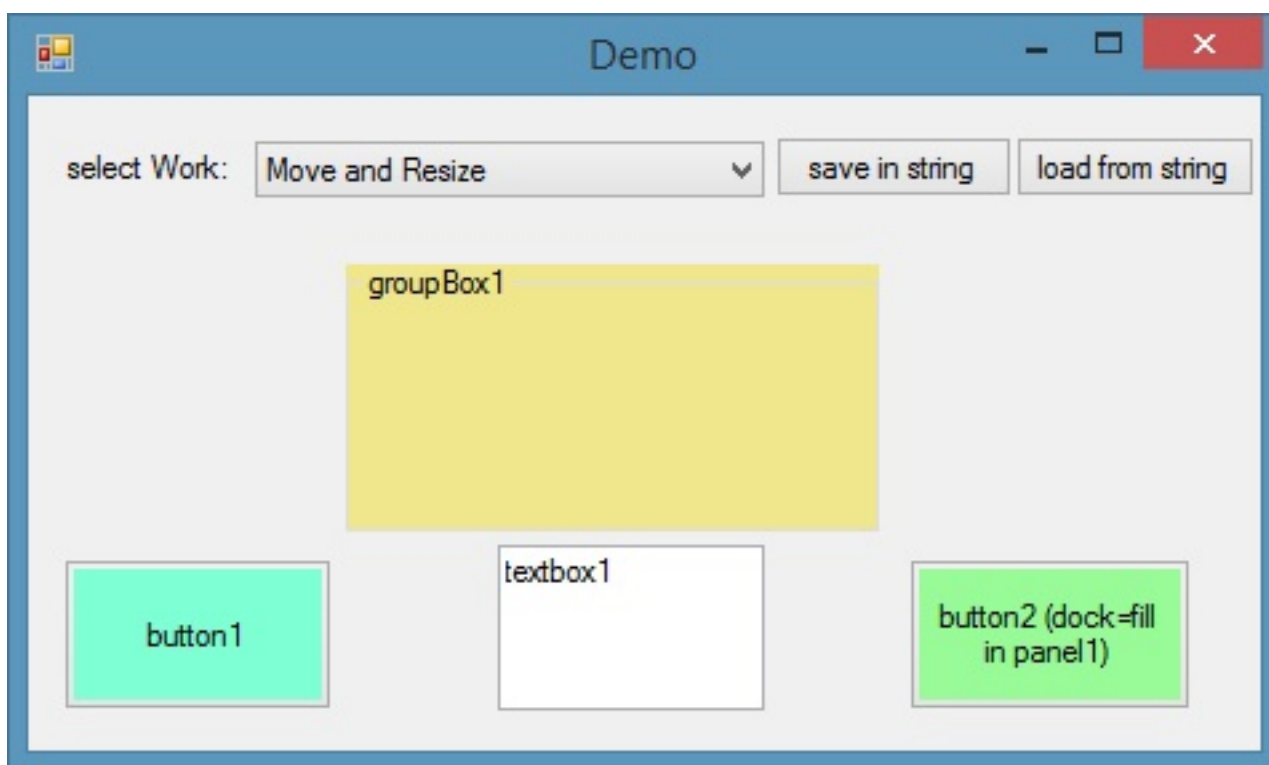 Demo
select Work: Move and Resize save in string load from string
groupBox1
textbox1
button1
button2 (dock=fill
in panel1)